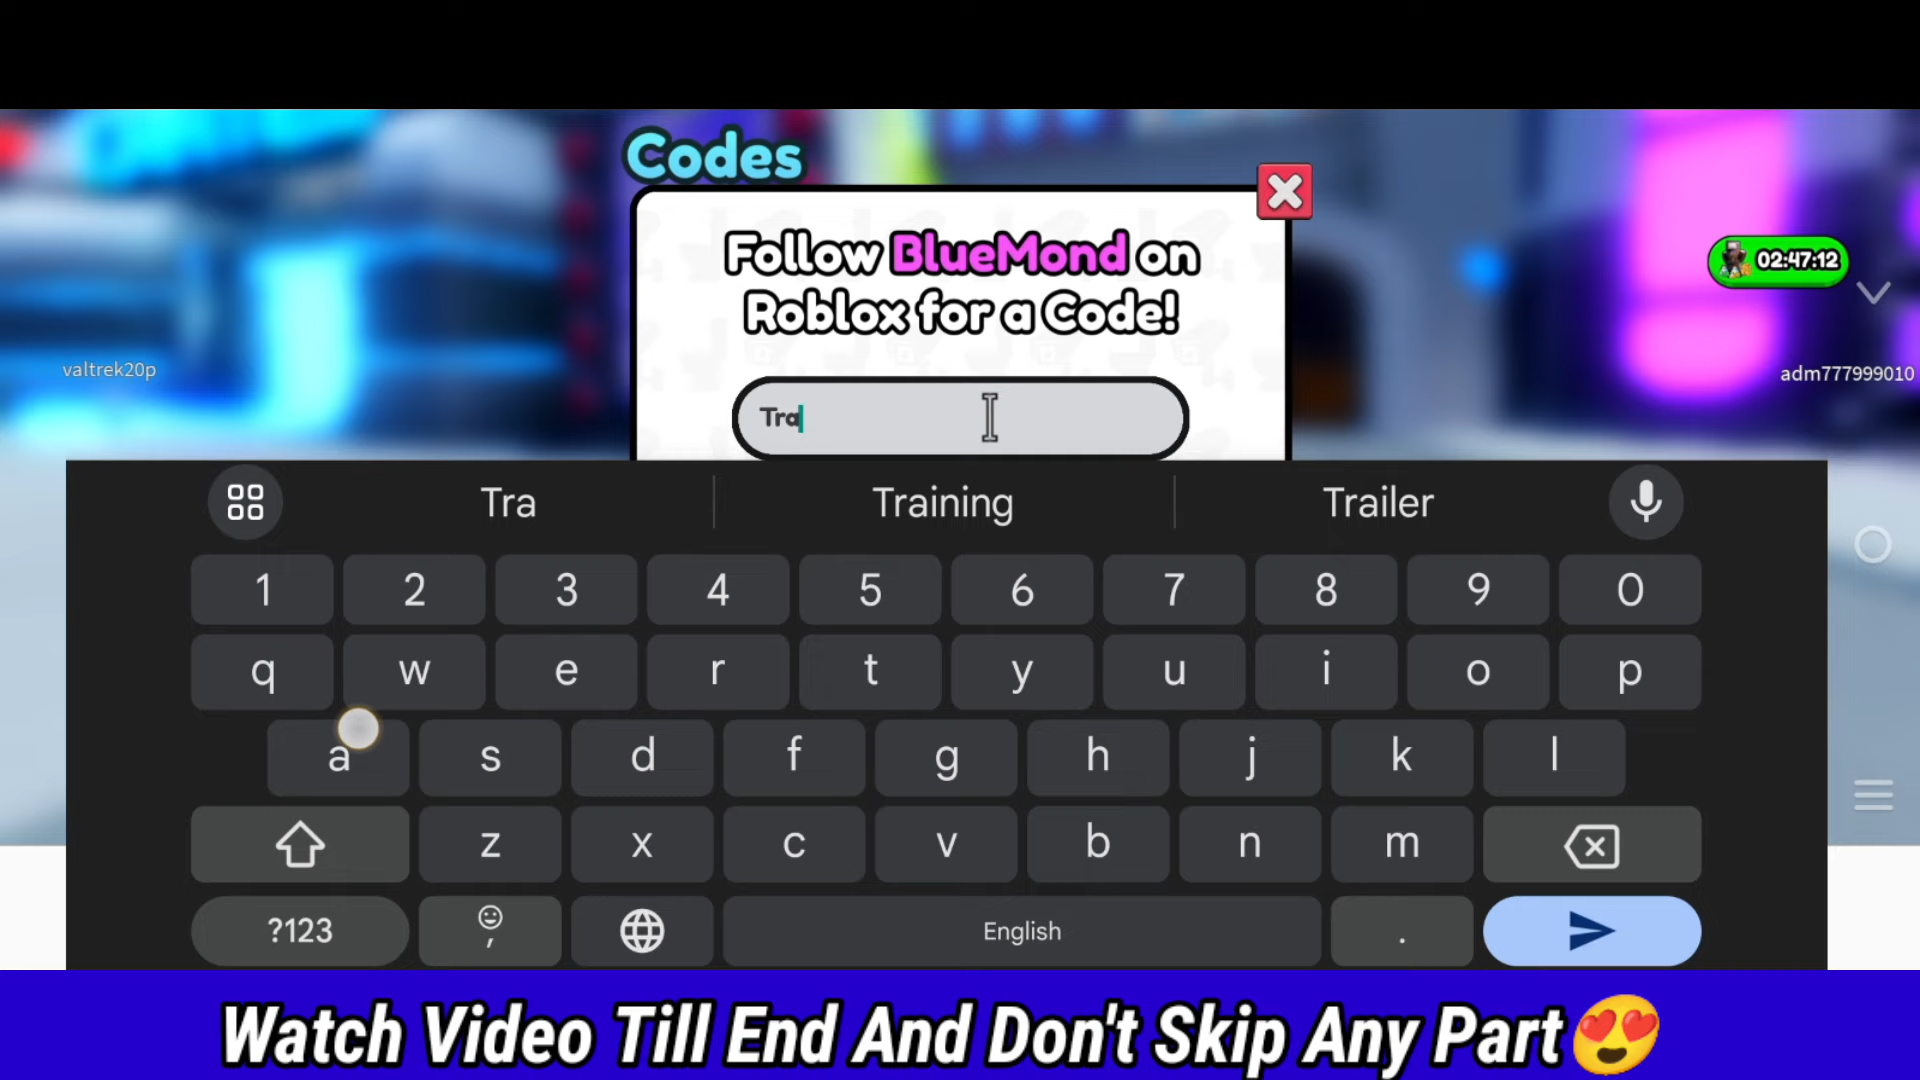 Codes
Follow BlueMond on
Roblox for a Code!
02:47:12
valtrek20p
adm777999010
Tra
Tra Training Trailer
1 2 3 4 5 6 7 8 9 0
q w e r t y u i o p
a s d f g h j k l
z x c v b n m
?123 , English .
Watch Video Till End And Don't Skip Any Part😍